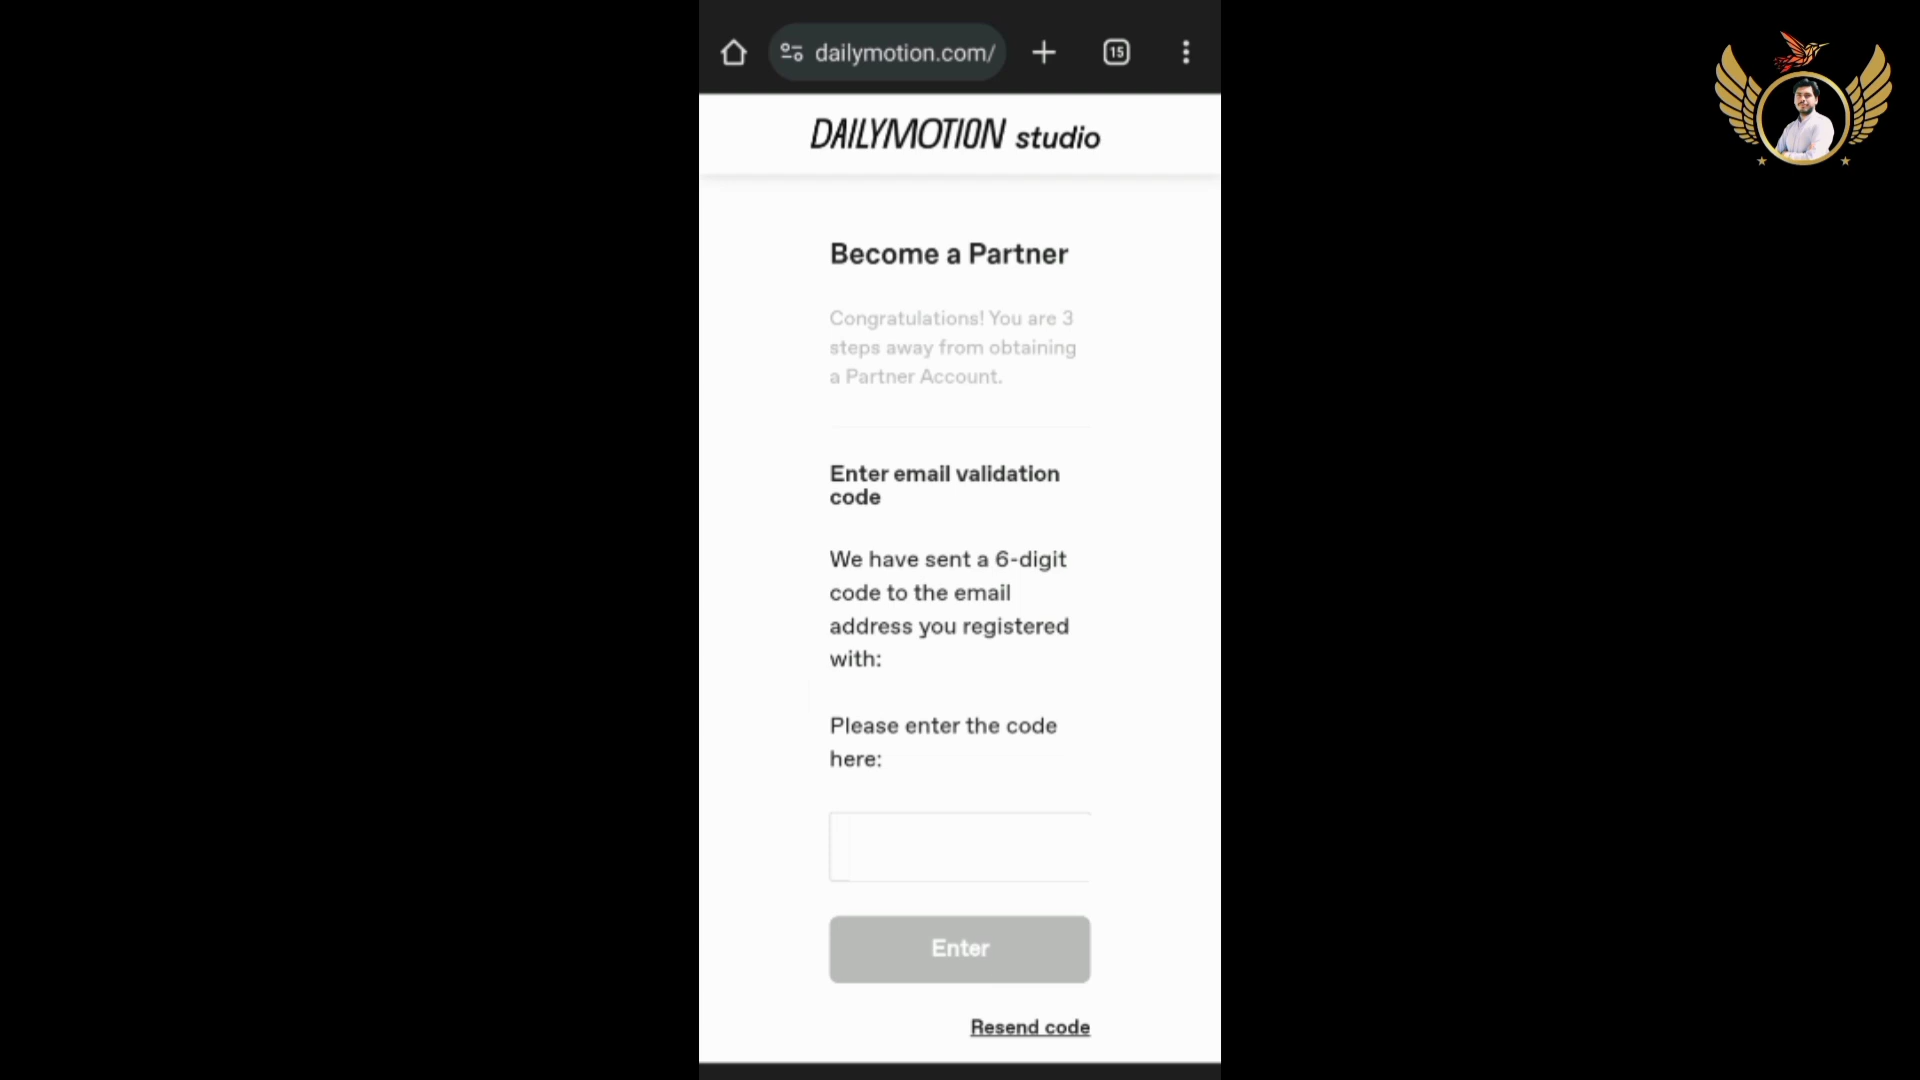 dailymotion.com/
15
DAILYMOTION studio
Become a Partner
Congratulations! You are 3
steps away from obtaining
a Partner Account.
Enter email validation
code
We have sent a 6-digit
code to the email
address you registered
with:
Please enter the code
here:
Enter
Resend code